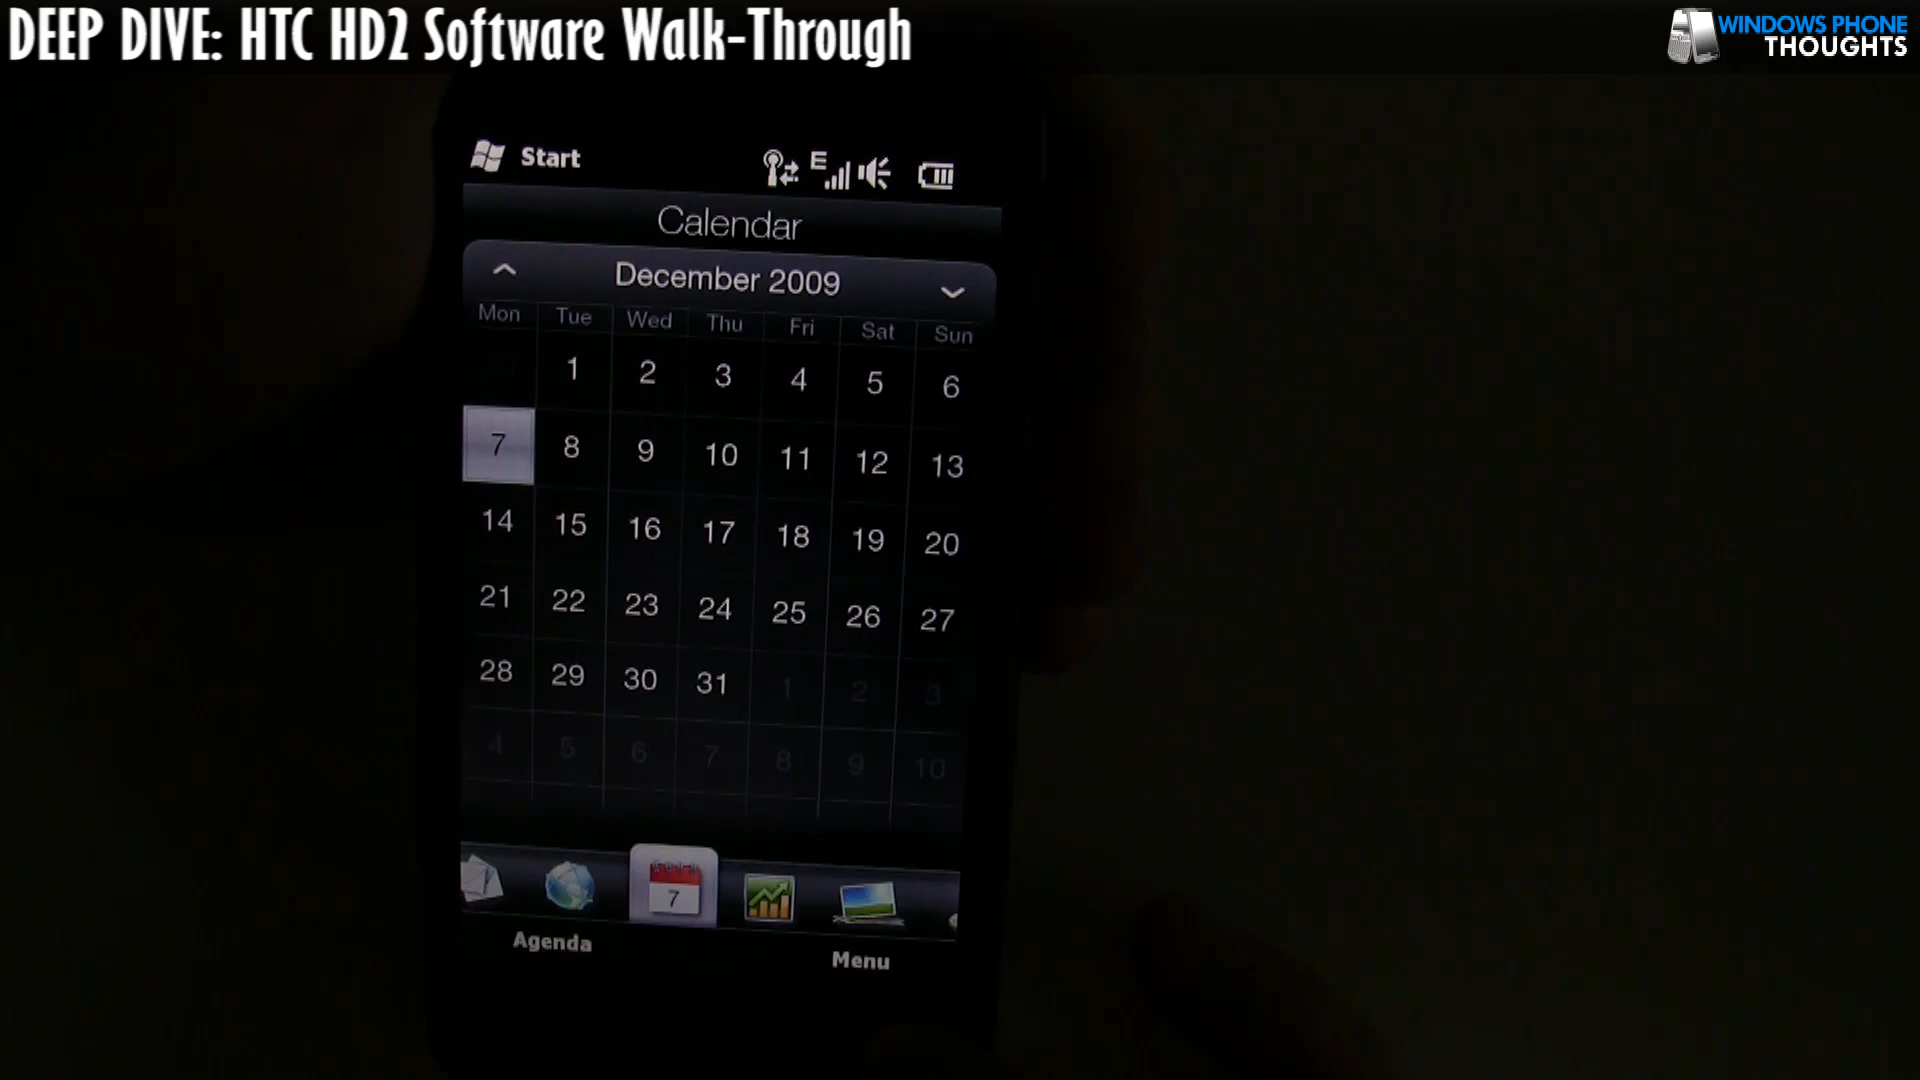 DEEP DIVE: HTC HD2 Software Walk-Through
WINDOWS PHONE
THOUGHTS
Start
E
Calendar
December 2009
Mon Tue Wed Thu Fri Sat Sun
30 1 2 3 4 5 6
7 8 9 10 11 12 13
14 15 16 17 18 19 20
21 22 23 24 25 26 27
28 29 30 31 1 2 3
4 5 6 7 8 9 10
7
Agenda
Menu